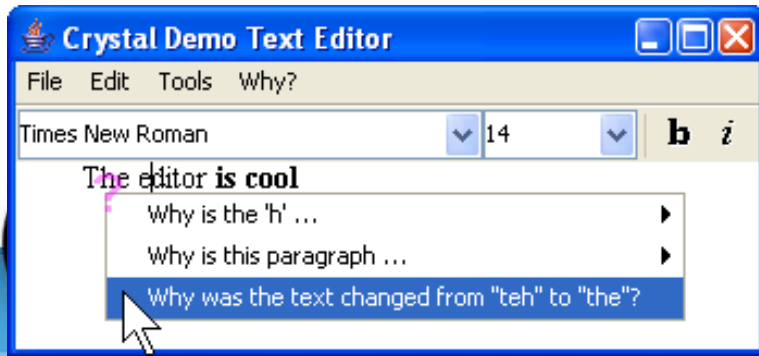 Crystal Demo Text Editor
File Edit Tools Why?
Times New Roman 14 b i
The editor is cool
?
Why is the 'h' ...
Why is this paragraph ...
Why was the text changed from "teh" to "the"?